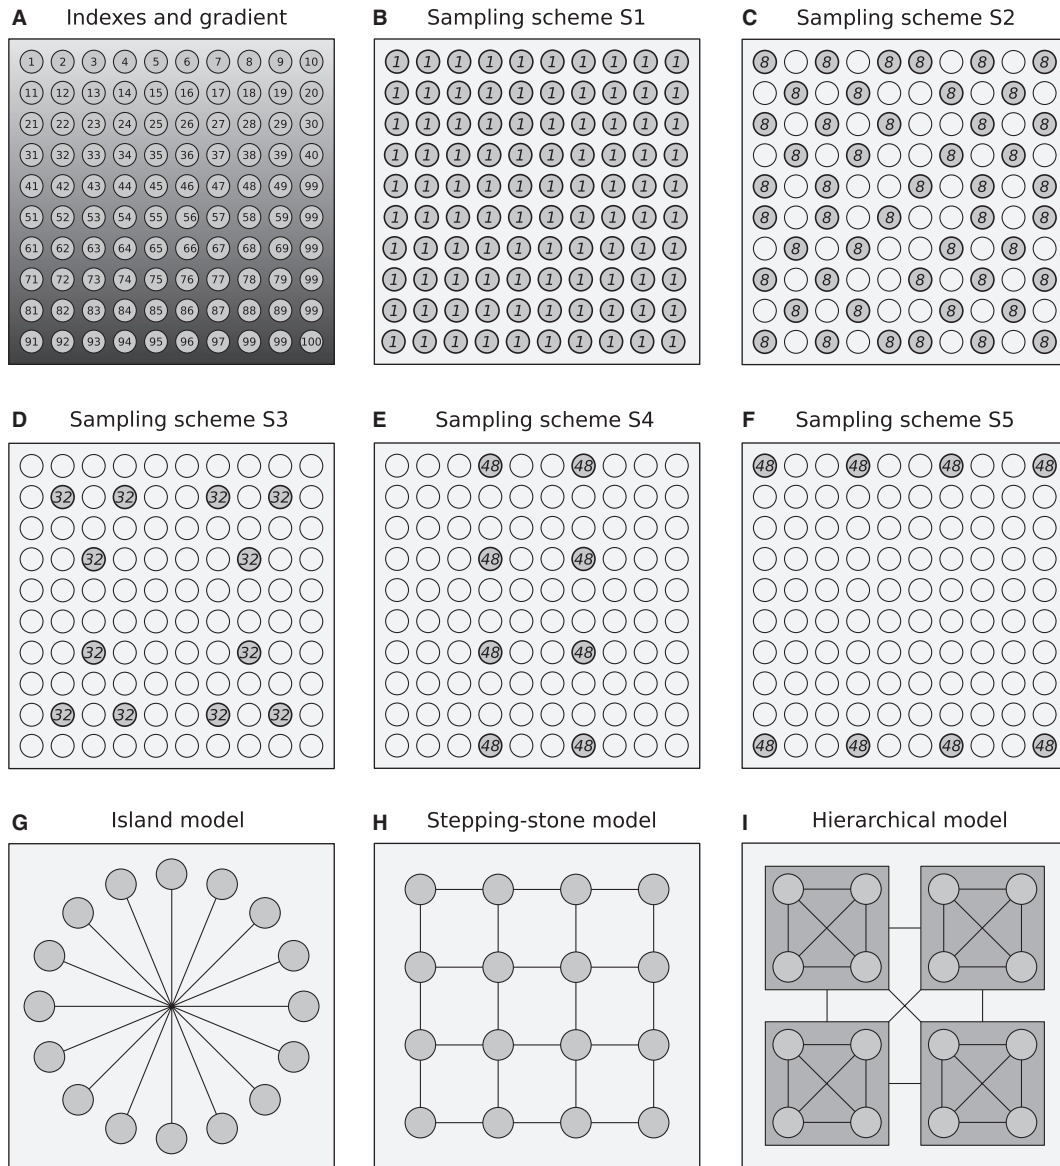 A Indexes and gradient
1 2 3 4 5 6 7 8 9 10
11 12 13 14 15 16 17 18 19 20
21 22 23 24 25 26 27 28 29 30
31 32 33 34 35 36 37 38 39 40
41 42 43 44 45 46 47 48 49 99
51 52 53 54 55 56 57 58 59 99
61 62 63 64 65 66 67 68 69 99
71 72 73 74 75 76 77 78 79 99
81 82 83 84 85 86 87 88 89 99
91 92 93 94 95 96 97 99 99 100
B Sampling scheme S1
1 1 1 1 1 1 1 1 1 1
1 1 1 1 1 1 1 1 1 1
1 1 1 1 1 1 1 1 1 1
1 1 1 1 1 1 1 1 1 1
1 1 1 1 1 1 1 1 1 1
1 1 1 1 1 1 1 1 1 1
1 1 1 1 1 1 1 1 1 1
1 1 1 1 1 1 1 1 1 1
1 1 1 1 1 1 1 1 1 1
1 1 1 1 1 1 1 1 1 1
C Sampling scheme S2
8 8 8 8 8 8
8 8 8 8
8 8 8 8 8
8 8 8 8
8 8 8 8 8
8 8 8 8 8
8 8 8 8
8 8 8 8 8
8 8 8 8
8 8 8 8 8 8
D Sampling scheme S3
32 32 32 32
32 32
32 32
32 32 32 32
E Sampling scheme S4
48 48
48 48
48 48
48 48
F Sampling scheme S5
48 48 48 48
48 48 48 48
G Island model
H Stepping-stone model
I Hierarchical model